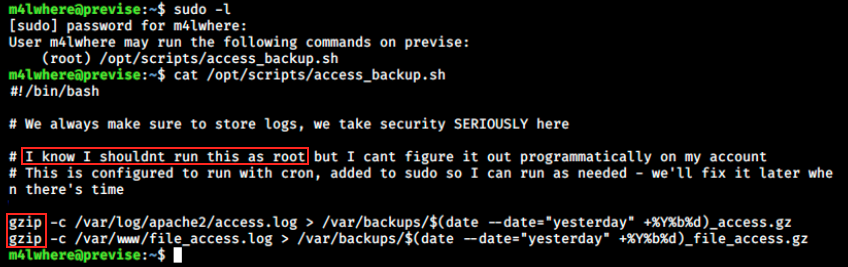 m4lwhere@previse:~$ sudo -l
[sudo] password for m4lwhere:
User m4lwhere may run the following commands on previse:
    (root) /opt/scripts/access_backup.sh
m4lwhere@previse:~$ cat /opt/scripts/access_backup.sh
#!/bin/bash

# We always make sure to store logs, we take security SERIOUSLY here

# I know I shouldnt run this as root but I cant figure it out programmatically on my account
# This is configured to run with cron, added to sudo so I can run as needed - we'll fix it later whe
n there's time

gzip -c /var/log/apache2/access.log > /var/backups/$(date --date="yesterday" +%Y%b%d)_access.gz
gzip -c /var/www/file_access.log > /var/backups/$(date --date="yesterday" +%Y%b%d)_file_access.gz
m4lwhere@previse:~$